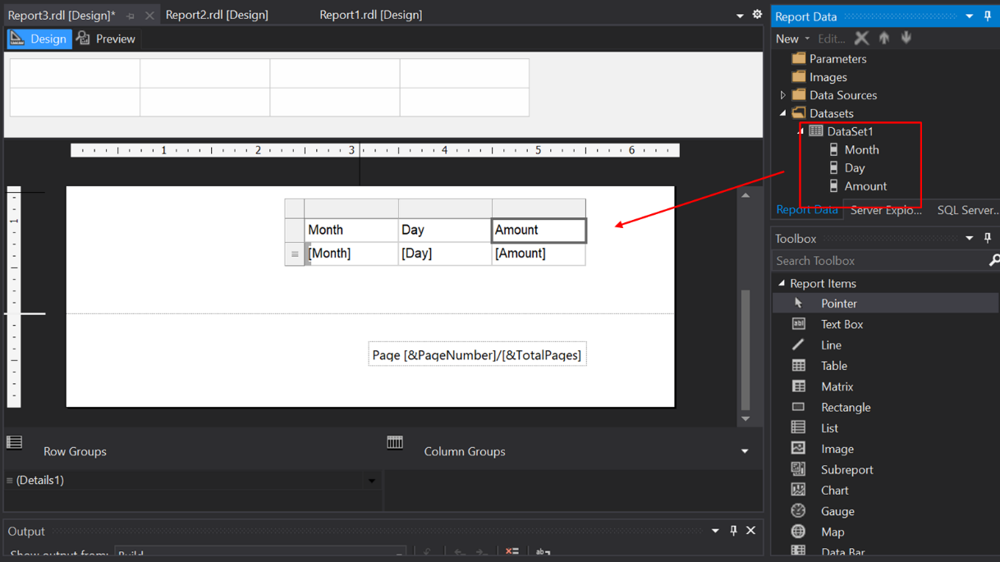 Report3.rdl [Design]*
Report2.rdl [Design]
Report1.rdl [Design]
Design
Preview
1 2 3 4 5 6
1
Month Day Amount
[Month] [Day] [Amount]
Page [&PageNumber]/[&TotalPages]
Row Groups
Column Groups
(Details1)
Output
Show output from: Build
Report Data
New Edit...
Parameters
Images
Data Sources
Datasets
DataSet1
Month
Day
Amount
Report Data Server Explo... SQL Server...
Toolbox
Search Toolbox
Report Items
Pointer
Text Box
Line
Table
Matrix
Rectangle
List
Image
Subreport
Chart
Gauge
Map
Data Bar